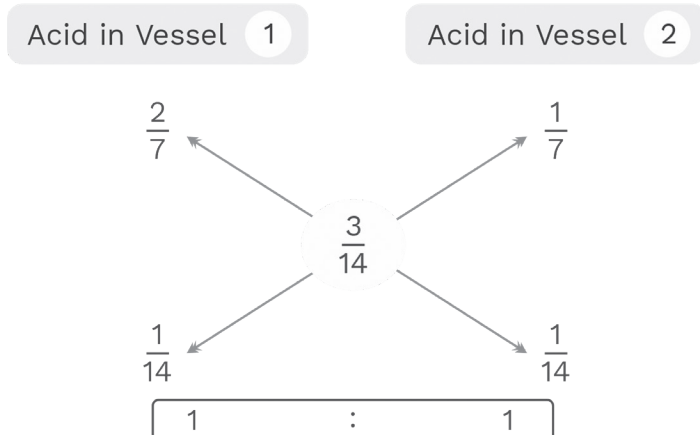 Acid in Vessel 1
Acid in Vessel 2
2/7
1/7
3/14
1/14
1/14
1 : 1